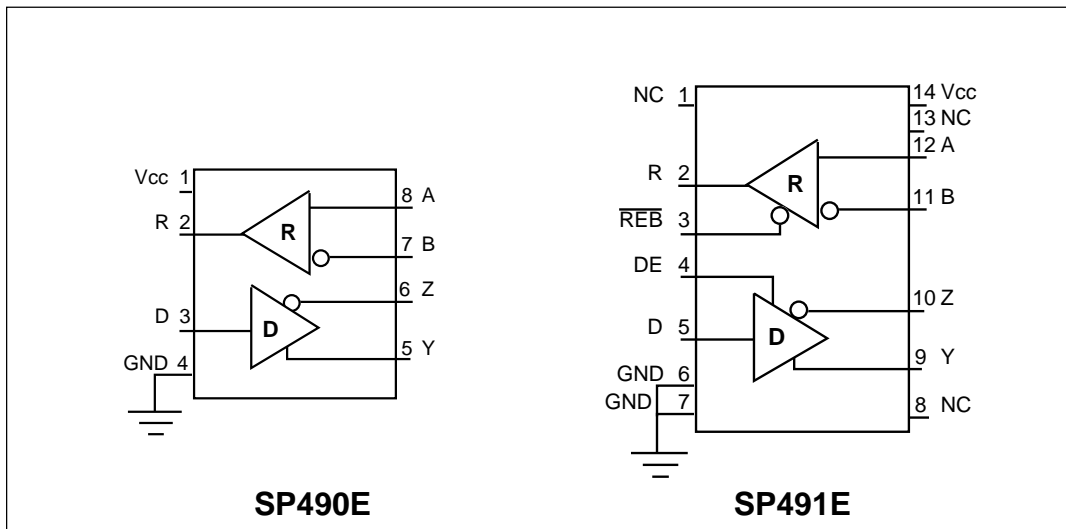 Vcc 1
R 2
D 3
GND 4
R
D
8 A
7 B
6 Z
5 Y
SP490E
NC 1
R 2
REB 3
DE 4
D 5
GND 6
GND 7
R
D
14 Vcc
13 NC
12 A
11 B
10 Z
9 Y
8 NC
SP491E